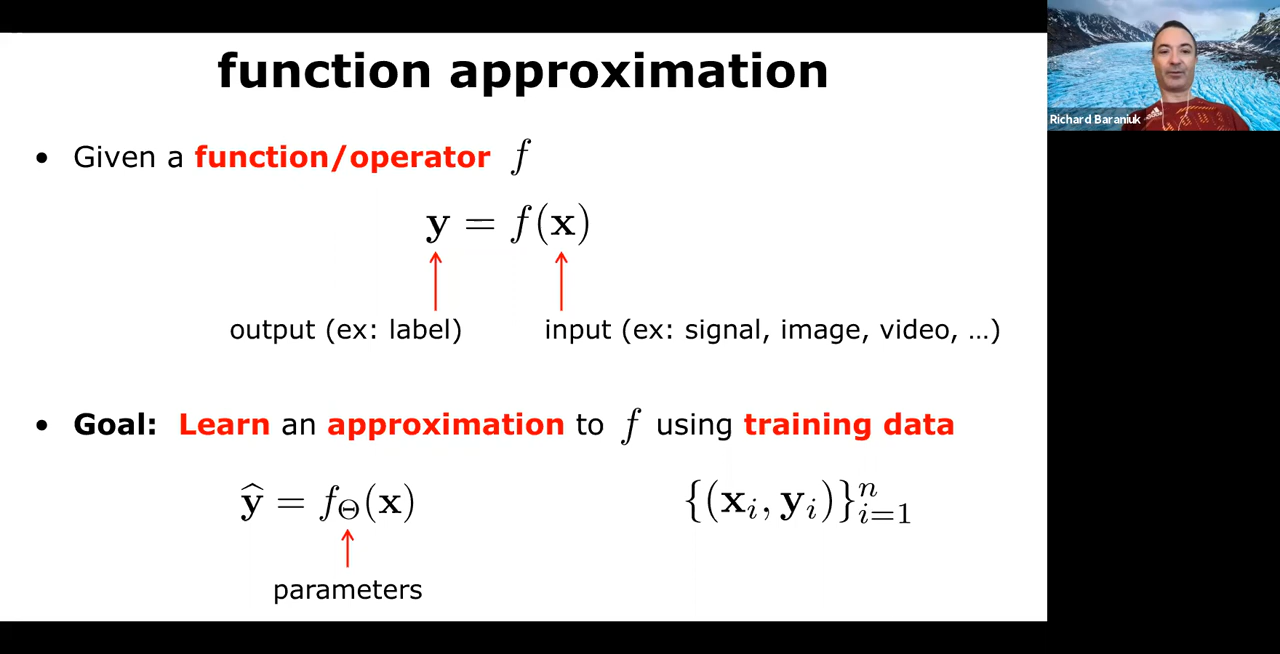 function approximation
Richard Baraniuk
• Given a function/operator f
y = f(x)
output (ex: label) input (ex: signal, image, video, ...)
• Goal: Learn an approximation to f using training data
ŷ = f_Θ(x) {(x_i, y_i)}_{i=1}^n
parameters